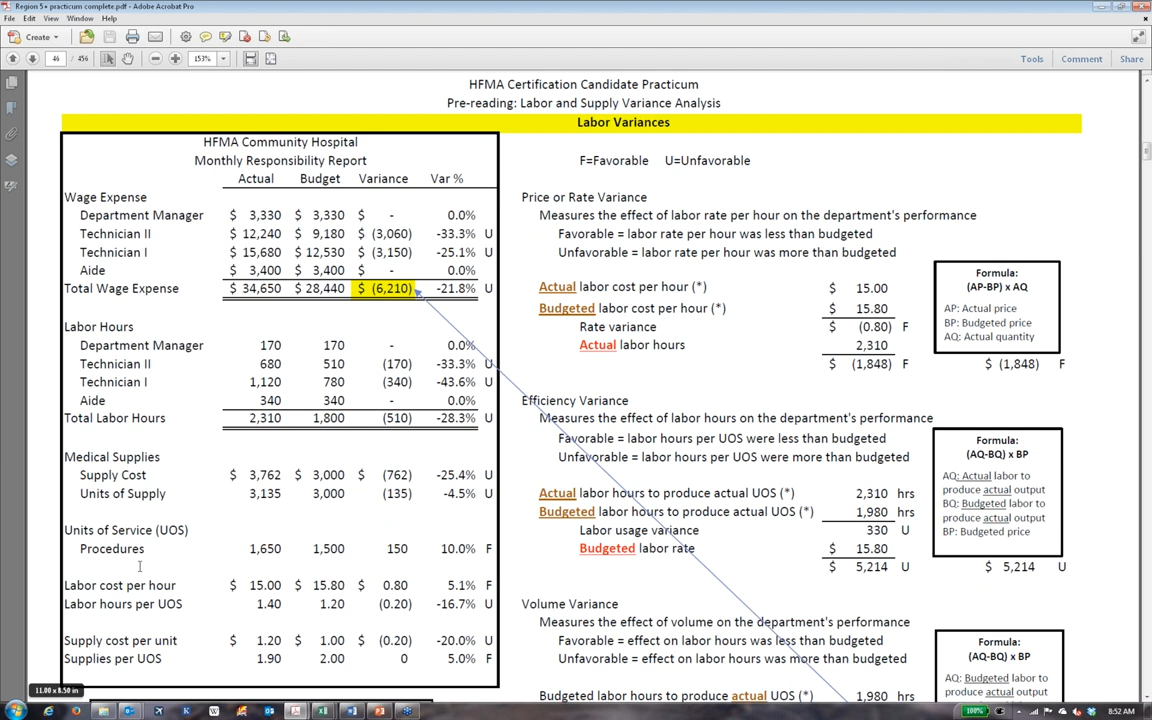 Region 5+ practicum complete.pdf - Adobe Acrobat Pro
File Edit View Window Help
Create
46 / 456 153% Tools Comment Share
HFMA Certification Candidate Practicum
Pre-reading: Labor and Supply Variance Analysis
Labor Variances
HFMA Community Hospital
Monthly Responsibility Report
Actual Budget Variance Var %
Wage Expense
Department Manager $ 3,330 $ 3,330 $ - 0.0%
Technician II $ 12,240 $ 9,180 $ (3,060) -33.3% U
Technician I $ 15,680 $ 12,530 $ (3,150) -25.1% U
Aide $ 3,400 $ 3,400 $ - 0.0%
Total Wage Expense $ 34,650 $ 28,440 $ (6,210) -21.8% U
Labor Hours
Department Manager 170 170 - 0.0%
Technician II 680 510 (170) -33.3% U
Technician I 1,120 780 (340) -43.6% U
Aide 340 340 - 0.0%
Total Labor Hours 2,310 1,800 (510) -28.3% U
Medical Supplies
Supply Cost $ 3,762 $ 3,000 $ (762) -25.4% U
Units of Supply 3,135 3,000 (135) -4.5% U
Units of Service (UOS)
Procedures 1,650 1,500 150 10.0% F
Labor cost per hour $ 15.00 $ 15.80 $ 0.80 5.1% F
Labor hours per UOS 1.40 1.20 (0.20) -16.7% U
Supply cost per unit $ 1.20 $ 1.00 $ (0.20) -20.0% U
Supplies per UOS 1.90 2.00 0 5.0% F
F=Favorable U=Unfavorable
Price or Rate Variance
Measures the effect of labor rate per hour on the department's performance
Favorable = labor rate per hour was less than budgeted
Unfavorable = labor rate per hour was more than budgeted
Actual labor cost per hour (*) $ 15.00
Budgeted labor cost per hour (*) $ 15.80
Rate variance $ (0.80) F
Actual labor hours 2,310
$ (1,848) F $ (1,848) F
Formula:
(AP-BP) x AQ
AP: Actual price
BP: Budgeted price
AQ: Actual quantity
Efficiency Variance
Measures the effect of labor hours on the department's performance
Favorable = labor hours per UOS were less than budgeted
Unfavorable = labor hours per UOS were more than budgeted
Actual labor hours to produce actual UOS (*) 2,310 hrs
Budgeted labor hours to produce actual UOS (*) 1,980 hrs
Labor usage variance 330 U
Budgeted labor rate $ 15.80
$ 5,214 U $ 5,214 U
Formula:
(AQ-BQ) x BP
AQ: Actual labor to
produce actual output
BQ: Budgeted labor to
produce actual output
BP: Budgeted price
Volume Variance
Measures the effect of volume on the department's performance
Favorable = effect on labor hours was less than budgeted
Unfavorable = effect on labor hours was more than budgeted
Budgeted labor hours to produce actual UOS (*) 1,980 hrs
Formula:
(AQ-BQ) x BP
AQ: Budgeted labor to
produce actual
11.00 x 8.50 in
100% 8:52 AM